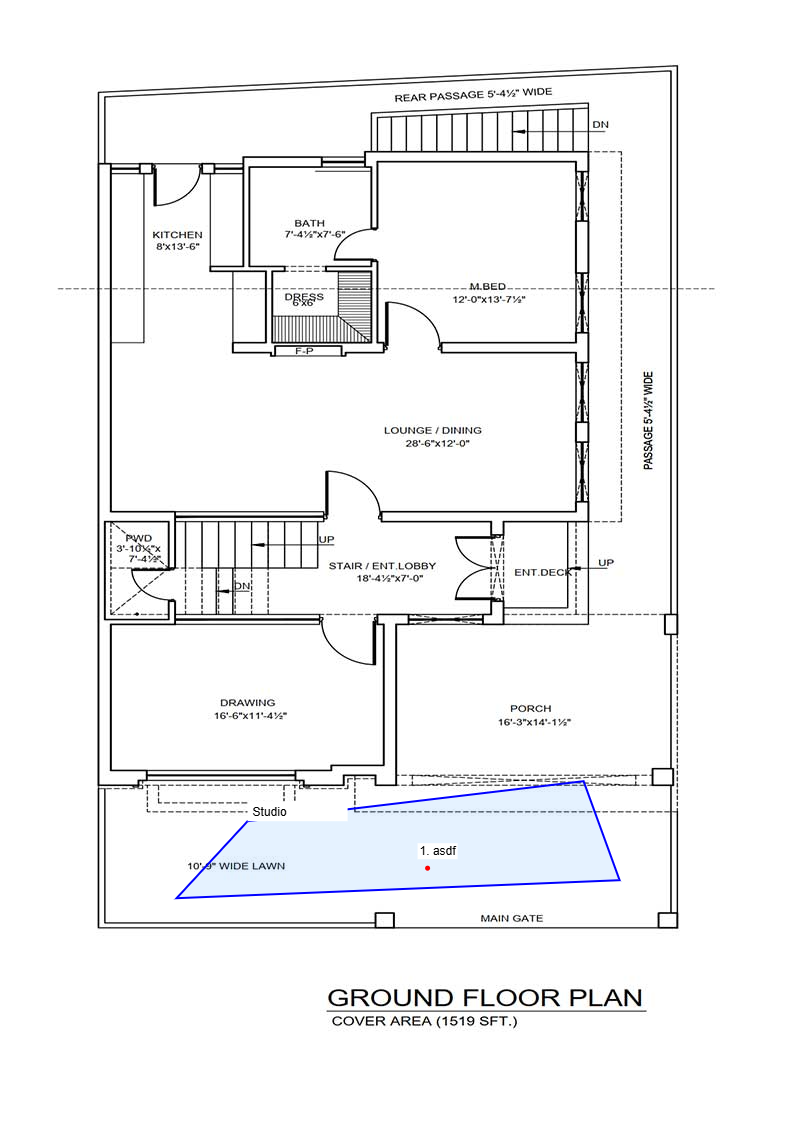 REAR PASSAGE 5'-4½" WIDE
DN
BATH
7'-4½"x7'-6"
KITCHEN
8'x13'-6"
M.BED
12'-0"x13'-7½"
DRESS
6'x6'
F-P
PASSAGE 5'-4½" WIDE
LOUNGE / DINING
28'-6"x12'-0"
PWD
3'-10½"x
7'-4½"
UP
STAIR / ENT.LOBBY
18'-4½"x7'-0"
UP
ENT.DECK
DN
DRAWING
16'-6"x11'-4½"
PORCH
16'-3"x14'-1½"
Studio
1. asdf
10'-9" WIDE LAWN
MAIN GATE
GROUND FLOOR PLAN
COVER AREA (1519 SFT.)